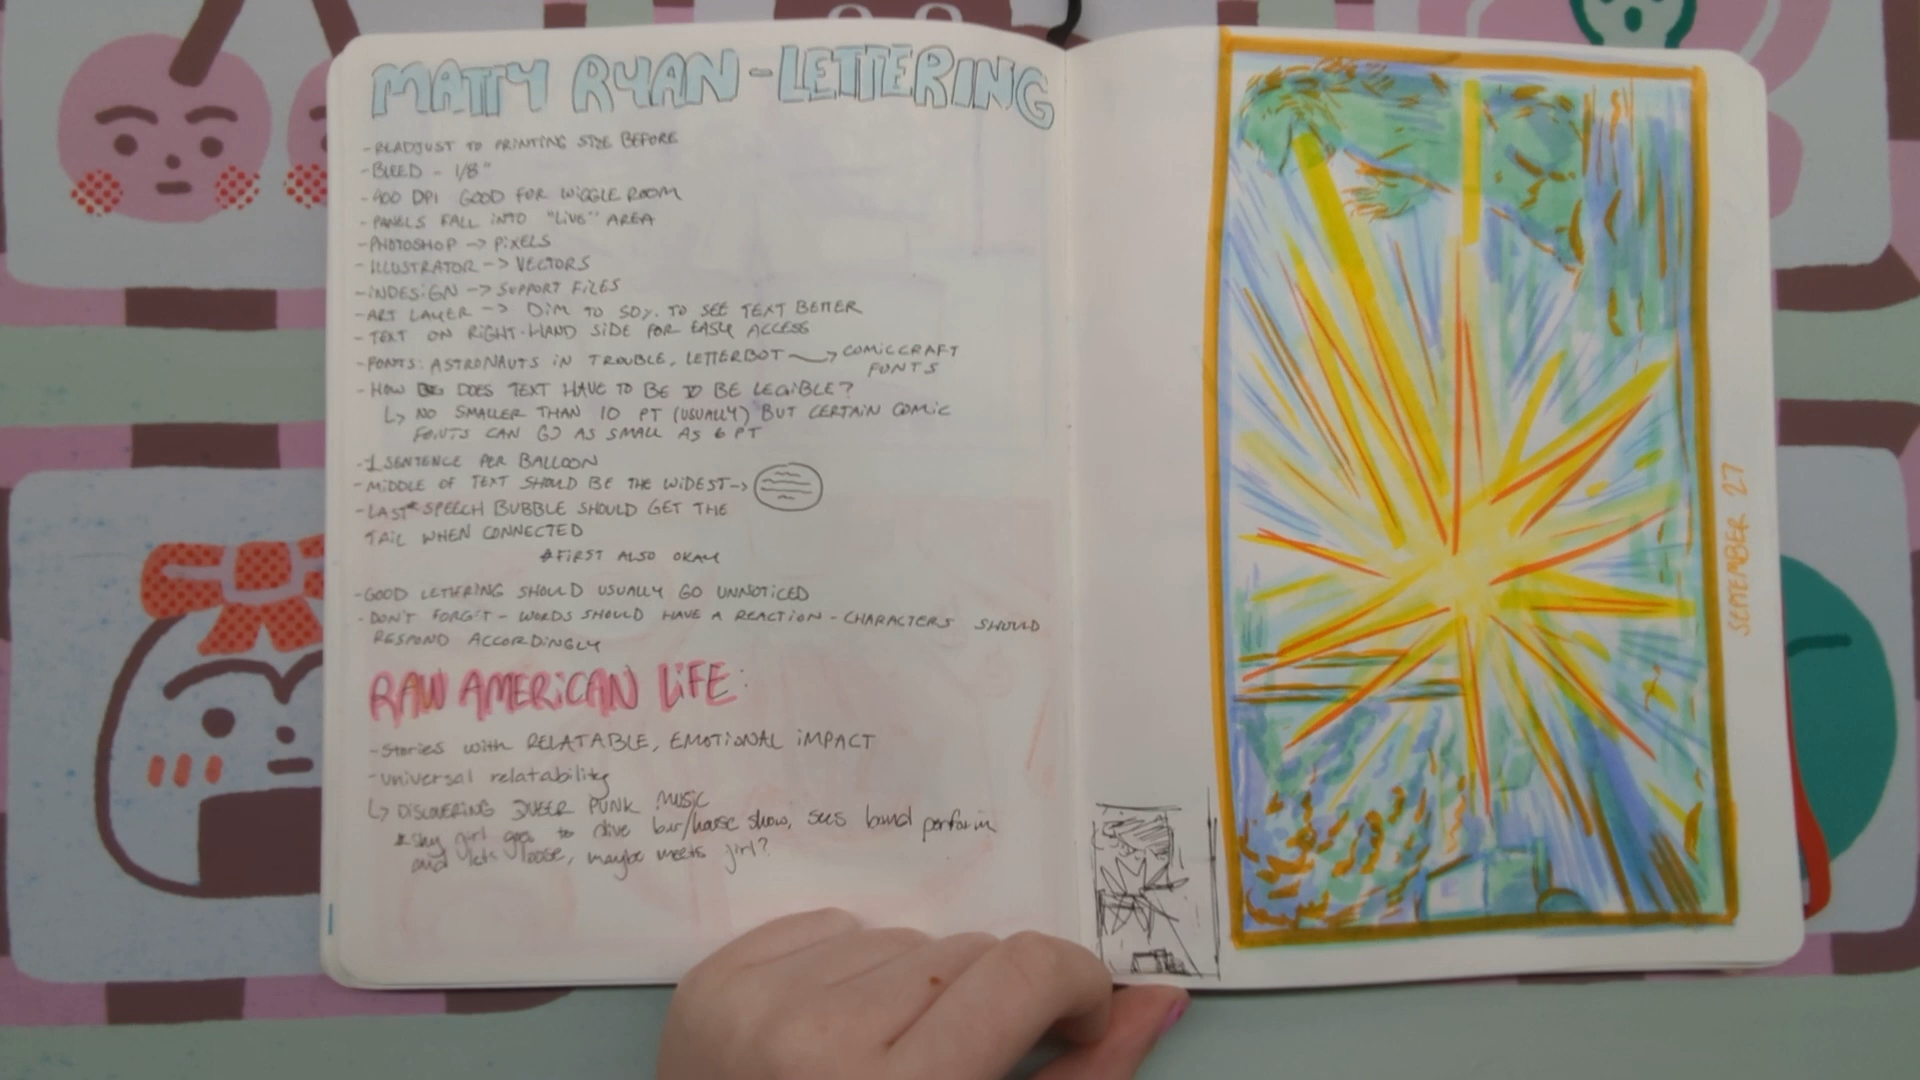 MATTY RYAN - LETTERING
- READJUST TO PRINTING SIZE BEFORE
- BLEED - 1/8"
- 400 DPI GOOD FOR WIGGLE ROOM
- PANELS FALL INTO "LIVE" AREA
- PHOTOSHOP -> PIXELS
- ILLUSTRATOR -> VECTORS
- INDESIGN -> SUPPORT FILES
- ART LAYER -> DIM TO 50%. TO SEE TEXT BETTER
- TEXT ON RIGHT-HAND SIDE FOR EASY ACCESS
- FONTS: ASTRONAUTS IN TROUBLE, LETTERBOT -> COMICCRAFT
FONTS
- HOW DOES TEXT HAVE TO BE TO BE LEGIBLE?
↳ NO SMALLER THAN 10 PT (USUALLY) BUT CERTAIN COMIC
FONTS CAN GO AS SMALL AS 6 PT
- 1 SENTENCE PER BALLOON
- MIDDLE OF TEXT SHOULD BE THE WIDEST ->
- LAST* SPEECH BUBBLE SHOULD GET THE
TAIL WHEN CONNECTED
* FIRST ALSO OKAY
- GOOD LETTERING SHOULD USUALLY GO UNNOTICED
- DON'T FORGET - WORDS SHOULD HAVE A REACTION - CHARACTERS SHOULD
RESPOND ACCORDINGLY
RAW AMERICAN LIFE:
- Stories with RELATABLE, EMOTIONAL IMPACT
- universal relatability
↳ DISCOVERING QUEER PUNK MUSIC
* shy girl goes to dive bar/house show, sees band perform
and lets loose, maybe meets girl?
SEPTEMBER 27